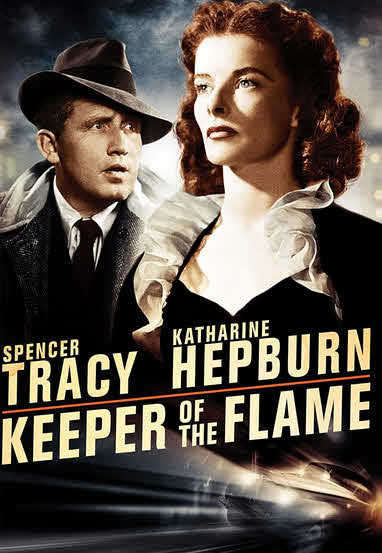 SPENCER
TRACY
KATHARINE
HEPBURN
KEEPER OF THE FLAME